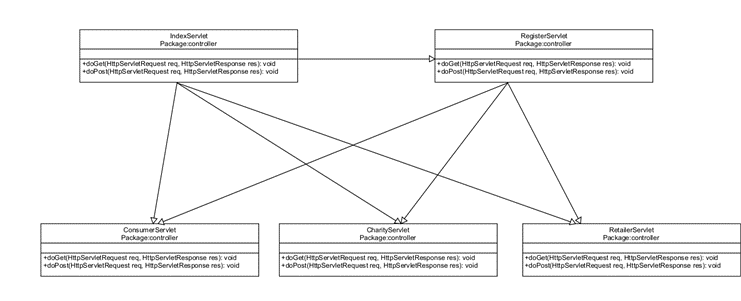 IndexServlet
Package:controller
+doGet(HttpServletRequest req, HttpServletResponse res): void
+doPost(HttpServletRequest req, HttpServletResponse res): void
RegisterServlet
Package:controller
+doGet(HttpServletRequest req, HttpServletResponse res): void
+doPost(HttpServletRequest req, HttpServletResponse res): void
ConsumerServlet
Package:controller
+doGet(HttpServletRequest req, HttpServletResponse res): void
+doPost(HttpServletRequest req, HttpServletResponse res): void
CharityServlet
Package:controller
+doGet(HttpServletRequest req, HttpServletResponse res): void
+doPost(HttpServletRequest req, HttpServletResponse res): void
RetailerServlet
Package:controller
+doGet(HttpServletRequest req, HttpServletResponse res): void
+doPost(HttpServletRequest req, HttpServletResponse res): void